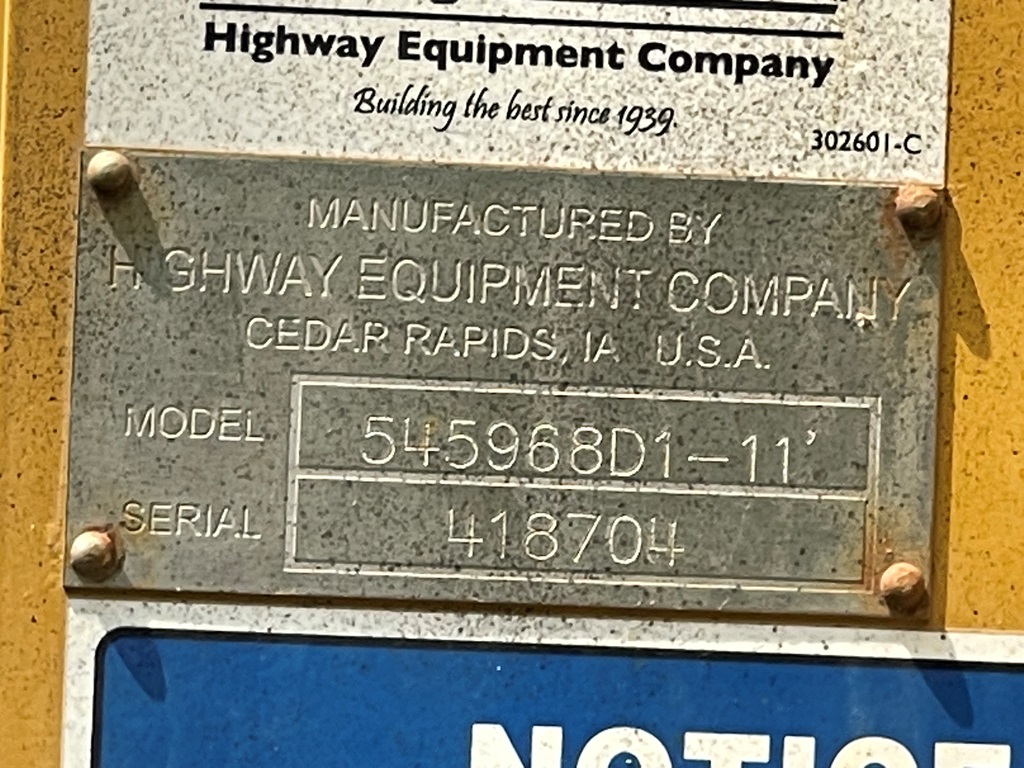 Highway Equipment Company
Building the best since 1939.
302601-C
MANUFACTURED BY
HIGHWAY EQUIPMENT COMPANY
CEDAR RAPIDS, IA U.S.A.
MODEL 545968D1-11'
SERIAL 418704
NOTICE